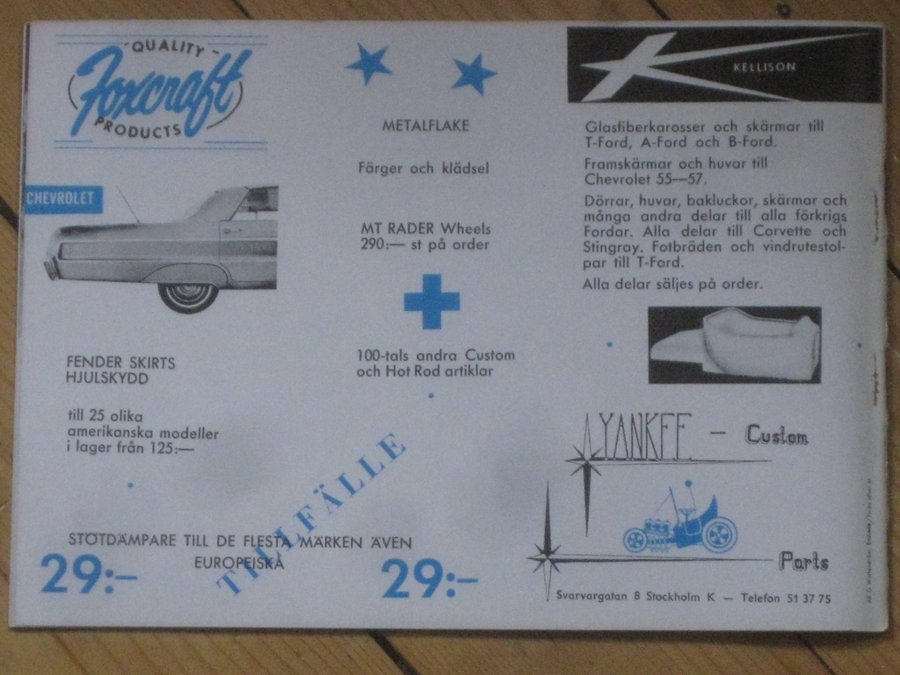 QUALITY
Foxcraft
PRODUCTS
CHEVROLET
FENDER SKIRTS
HJULSKYDD
till 25 olika
amerikanska modeller
i lager från 125:—
METALFLAKE
Färger och klädsel
MT RADER Wheels
290:— st på order
100-tals andra Custom
och Hot Rod artiklar
KELLISON
Glasfiberkarosser och skärmar till
T-Ford, A-Ford och B-Ford.
Framskärmar och huvar till
Chevrolet 55—57.
Dörrar, huvar, bakluckor, skärmar och
många andra delar till alla förkrigs
Fordar. Alla delar till Corvette och
Stingray. Fotbräden och vindrutestol-
par till T-Ford.
Alla delar säljes på order.
TILLFÄLLE
STÖTDÄMPARE TILL DE FLESTA MÄRKEN ÄVEN
EUROPEISKA
29:- 29:-
YANKEE — Custom
Parts
Svarvargatan 8 Stockholm K — Telefon 51 37 75